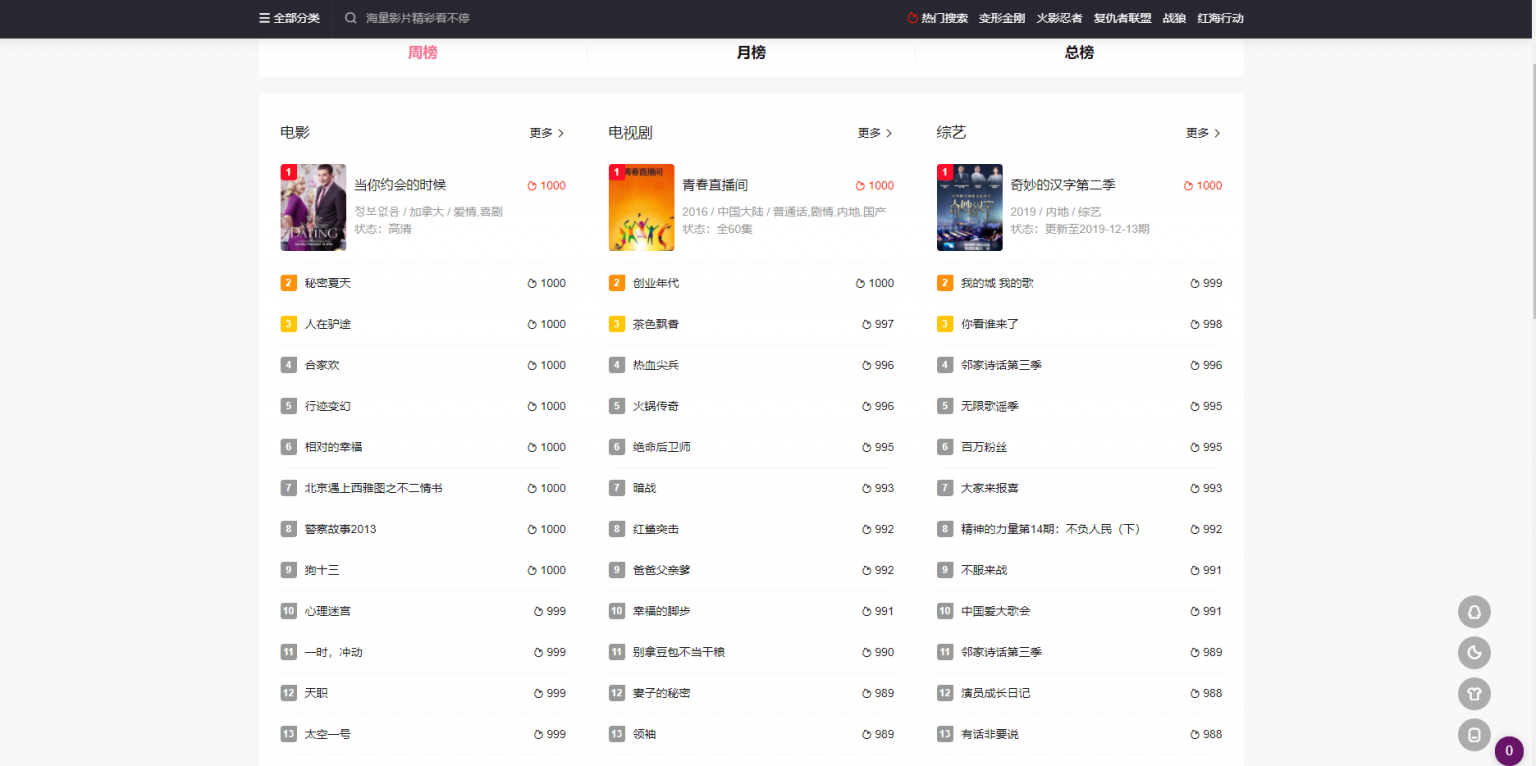 全部分类 海量影片精彩看不停 热门搜索 变形金刚 火影忍者 复仇者联盟 战狼 红海行动
周榜 月榜 总榜
电影 更多
1 当你约会的时候 1000
정보없음 / 加拿大 / 爱情,喜剧
状态：高清
DATING
2 秘密夏天 1000
3 人在驴途 1000
4 合家欢 1000
5 行迹变幻 1000
6 相对的幸福 1000
7 北京遇上西雅图之不二情书 1000
8 警察故事2013 1000
9 狗十三 1000
10 心理迷宫 999
11 一时，冲动 999
12 天职 999
13 太空一号 999
电视剧 更多
1 青春直播间 1000
青春直播间
2016 / 中国大陆 / 普通话,剧情,内地,国产
状态：全60集
2 创业年代 1000
3 茶色飘香 997
4 热血尖兵 996
5 火锅传奇 996
6 绝命后卫师 995
7 暗战 993
8 红鲨突击 992
9 爸爸父亲爹 992
10 幸福的脚步 991
11 别拿豆包不当干粮 990
12 妻子的秘密 989
13 领袖 989
综艺 更多
1 奇妙的汉字第二季 1000
2019 / 内地 / 综艺
状态：更新至2019-12-13期
2 我的城 我的歌 999
3 你看谁来了 998
4 邻家诗话第三季 996
5 无限歌谣季 995
6 百万粉丝 995
7 大家来报喜 993
8 精神的力量第14期：不负人民（下） 992
9 不服来战 991
10 中国爱大歌会 991
11 邻家诗话第三季 989
12 演员成长日记 988
13 有话非要说 988
0